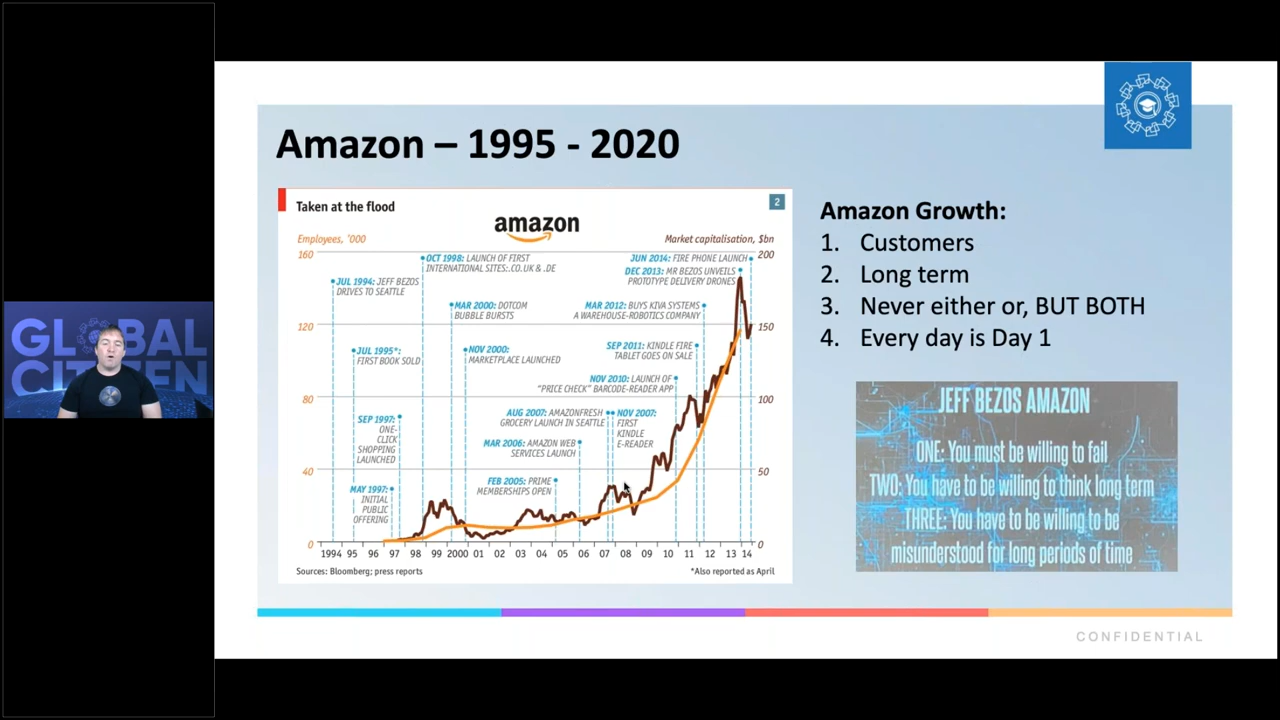 GLOBAL
CITIZEN
Amazon – 1995 - 2020
Taken at the flood
2
amazon
Employees, '000
Market capitalisation, $bn
160
200
OCT 1998: LAUNCH OF FIRST
INTERNATIONAL SITES:.CO.UK & .DE
JUN 2014: FIRE PHONE LAUNCH
DEC 2013: MR BEZOS UNVEILS
PROTOTYPE DELIVERY DRONES
JUL 1994: JEFF BEZOS
DRIVES TO SEATTLE
MAR 2000: DOTCOM
BUBBLE BURSTS
MAR 2012: BUYS KIVA SYSTEMS
A WAREHOUSE-ROBOTICS COMPANY
120
150
JUL 1995*:
FIRST BOOK SOLD
NOV 2000:
MARKETPLACE LAUNCHED
SEP 2011: KINDLE FIRE
TABLET GOES ON SALE
NOV 2010: LAUNCH OF
"PRICE CHECK" BARCODE-READER APP
80
100
SEP 1997:
ONE-
CLICK
SHOPPING
LAUNCHED
AUG 2007: AMAZONFRESH
GROCERY LAUNCH IN SEATTLE
NOV 2007:
FIRST
KINDLE
E-READER
MAR 2006: AMAZON WEB
SERVICES LAUNCH
40
50
MAY 1997:
INITIAL
PUBLIC
OFFERING
FEB 2005: PRIME
MEMBERSHIPS OPEN
0
0
1994 95 96 97 98 99 2000 01 02 03 04 05 06 07 08 09 10 11 12 13 14
Sources: Bloomberg; press reports
*Also reported as April
Amazon Growth:
1. Customers
2. Long term
3. Never either or, BUT BOTH
4. Every day is Day 1
JEFF BEZOS AMAZON
ONE: You must be willing to fail
TWO: You have to be willing to think long term
THREE: You have to be willing to be
misunderstood for long periods of time
CONFIDENTIAL